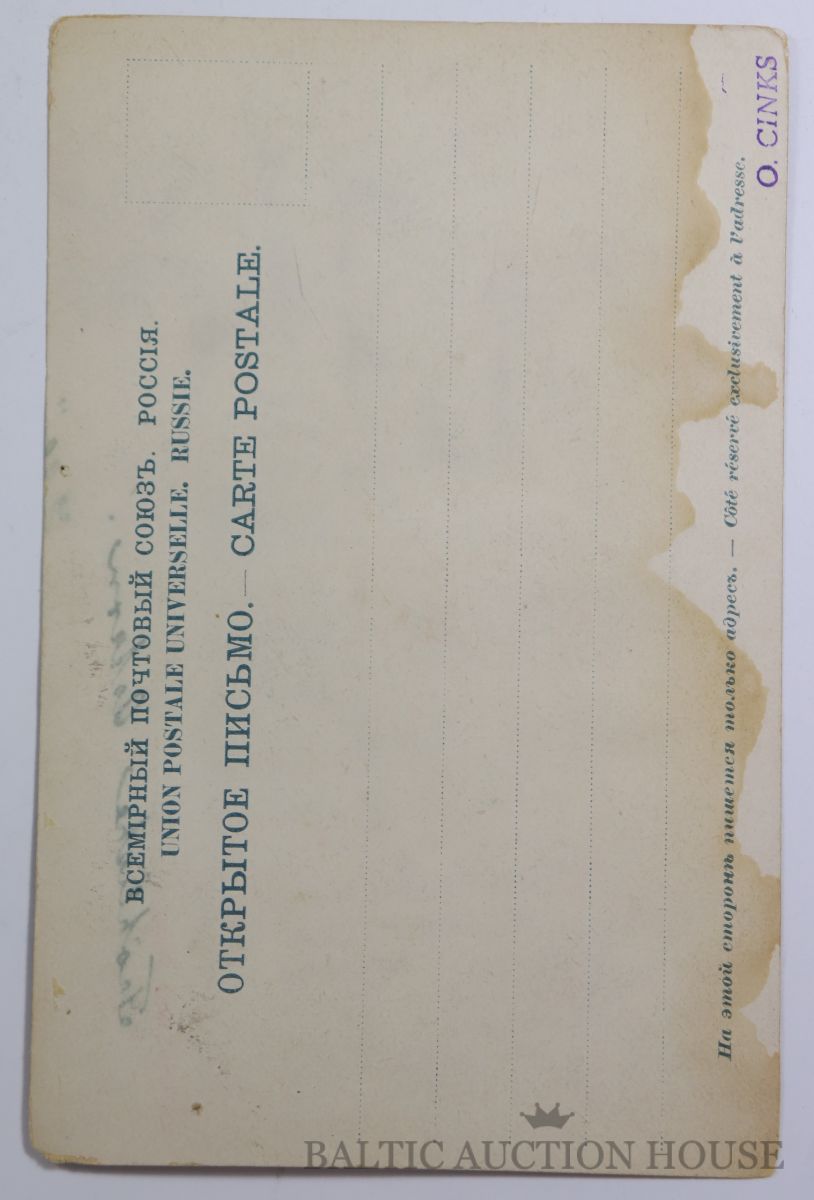 ВСЕМІРНЫЙ ПОЧТОВЫЙ СОЮЗЪ. РОССІЯ.
UNION POSTALE UNIVERSELLE. RUSSIE.
ОТКРЫТОЕ ПИСЬМО. — CARTE POSTALE.
На этой сторонѣ пишется только адресъ. — Côté réservé exclusivement à l'adresse.
O. CINKS
BALTIC AUCTION HOUSE